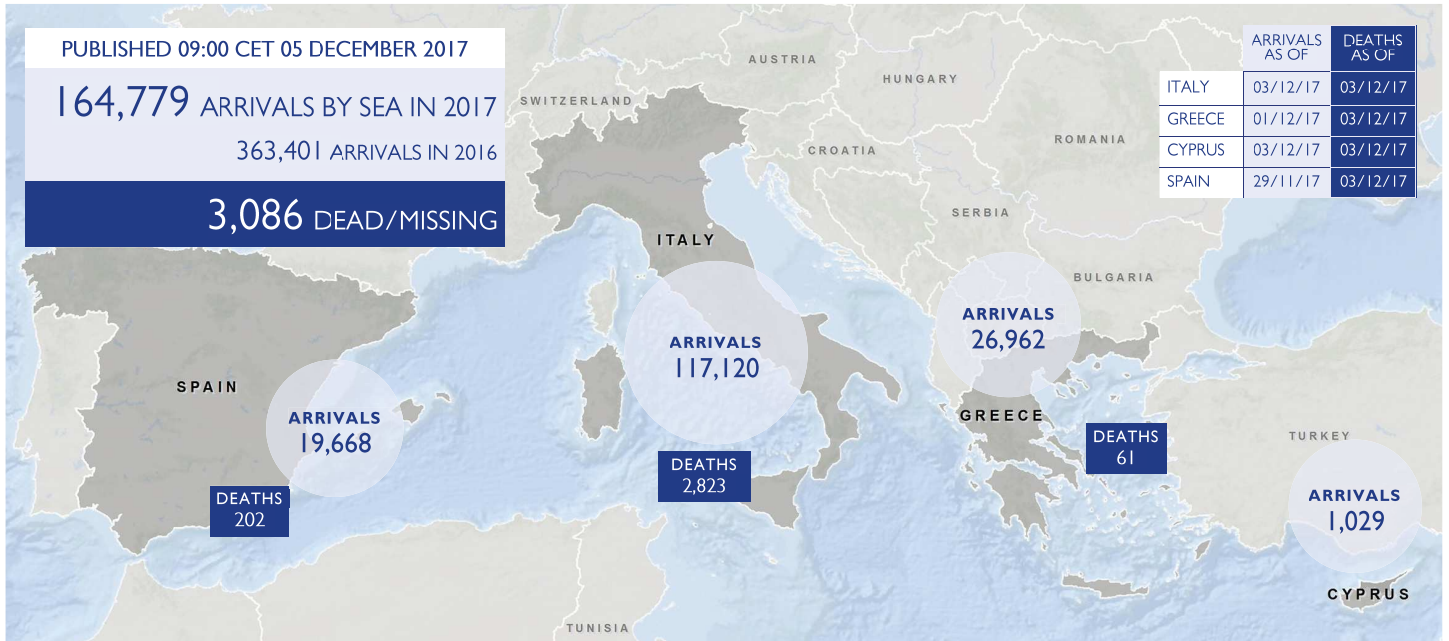 PUBLISHED 09:00 CET 05 DECEMBER 2017
164,779 ARRIVALS BY SEA IN 2017
363,401 ARRIVALS IN 2016
3,086 DEAD/MISSING
ARRIVALS AS OF
DEATHS AS OF
ITALY 03/12/17 03/12/17
GREECE 01/12/17 03/12/17
CYPRUS 03/12/17 03/12/17
SPAIN 29/11/17 03/12/17
AUSTRIA
HUNGARY
SWITZERLAND
ROMANIA
CROATIA
SERBIA
ITALY
BULGARIA
ARRIVALS
26,962
ARRIVALS
117,120
SPAIN
ARRIVALS
19,668
GREECE
DEATHS
61
TURKEY
DEATHS
2,823
DEATHS
202
ARRIVALS
1,029
CYPRUS
TUNISIA